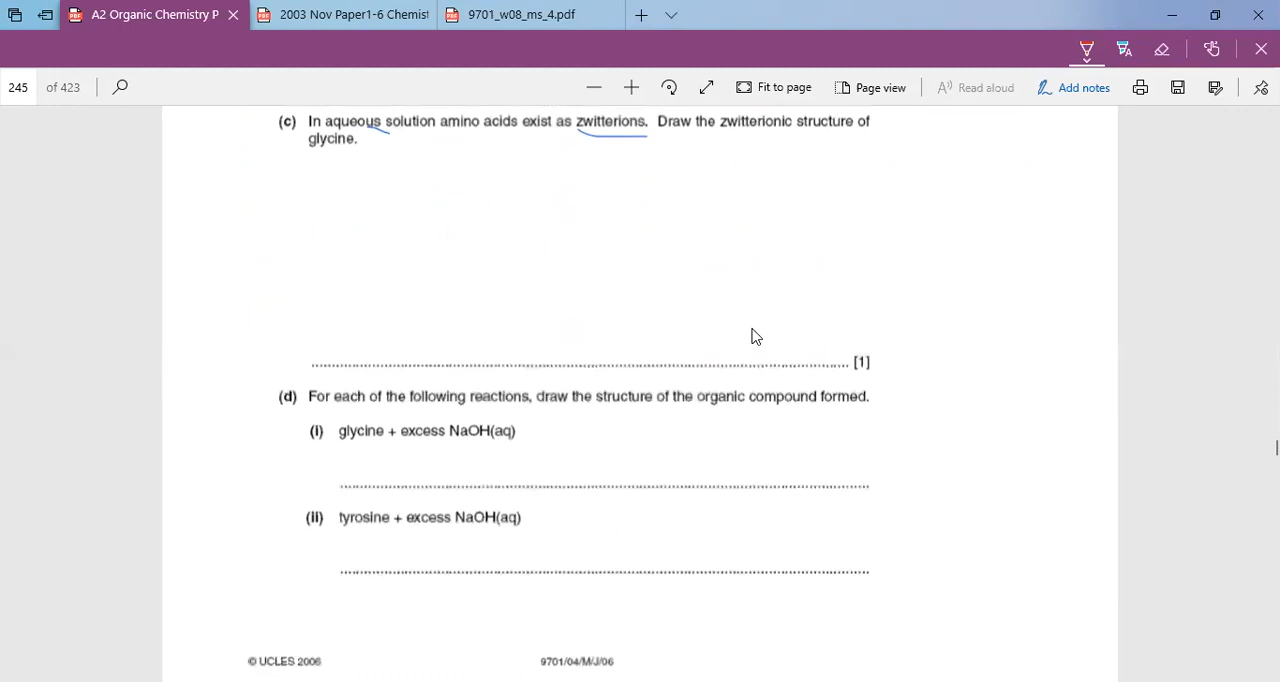 A2 Organic Chemistry P
2003 Nov Paper1-6 Chemist
9701_w08_ms_4.pdf
245 of 423
Fit to page
Page view
Read aloud
Add notes
(c) In aqueous solution amino acids exist as zwitterions. Draw the zwitterionic structure of
glycine.
[1]
(d) For each of the following reactions, draw the structure of the organic compound formed.
(i) glycine + excess NaOH(aq)
(ii) tyrosine + excess NaOH(aq)
© UCLES 2006
9701/04/M/J/06